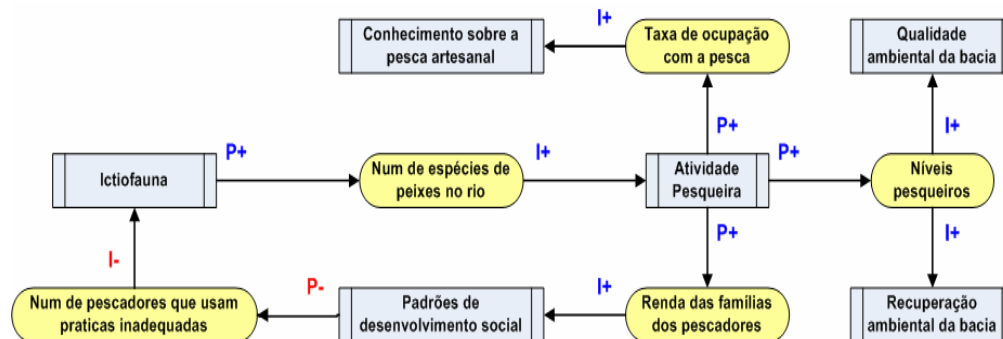 Conhecimento sobre a
pesca artesanal
I+
Taxa de ocupação
com a pesca
Qualidade
ambiental da bacia
P+
I+
Ictiofauna
P+
Num de espécies de
peixes no rio
I+
Atividade
Pesqueira
P+
Níveis
pesqueiros
I-
P+
I+
Num de pescadores que usam
praticas inadequadas
P-
Padrões de
desenvolvimento social
I+
Renda das famílias
dos pescadores
Recuperação
ambiental da bacia